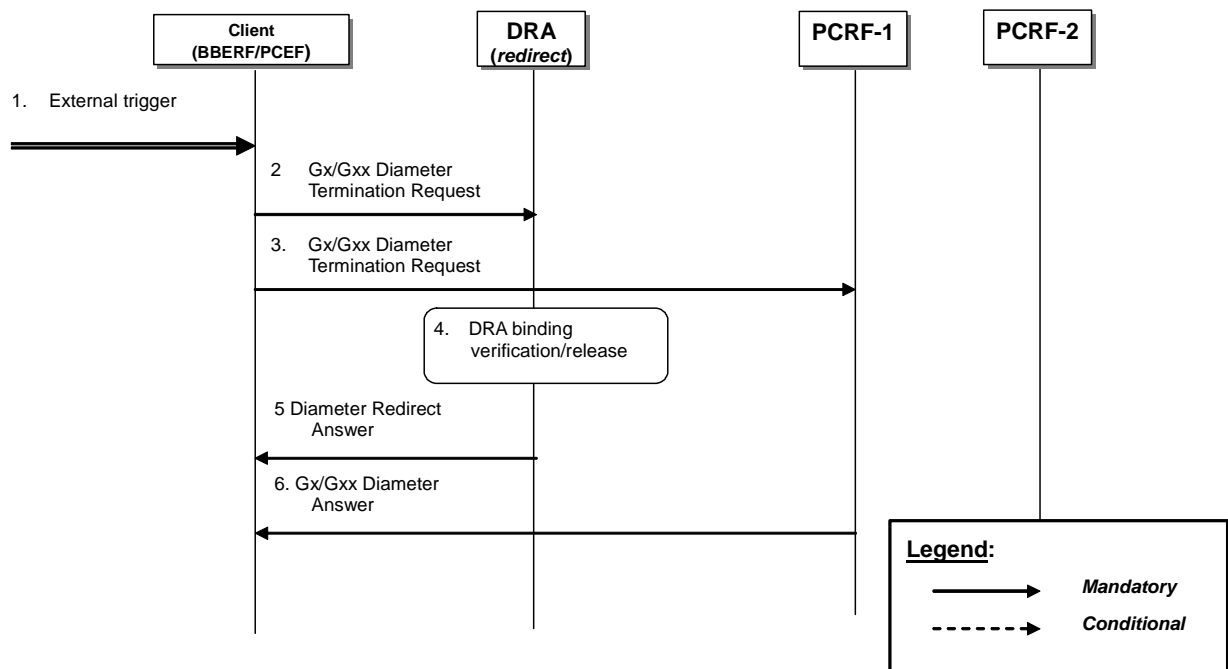 Client
(BBERF/PCEF)
DRA
(redirect)
PCRF-1
PCRF-2
1. External trigger
2 Gx/Gxx Diameter
Termination Request
3. Gx/Gxx Diameter
Termination Request
4. DRA binding
verification/release
5 Diameter Redirect
Answer
6. Gx/Gxx Diameter
Answer
Legend:
Mandatory
Conditional